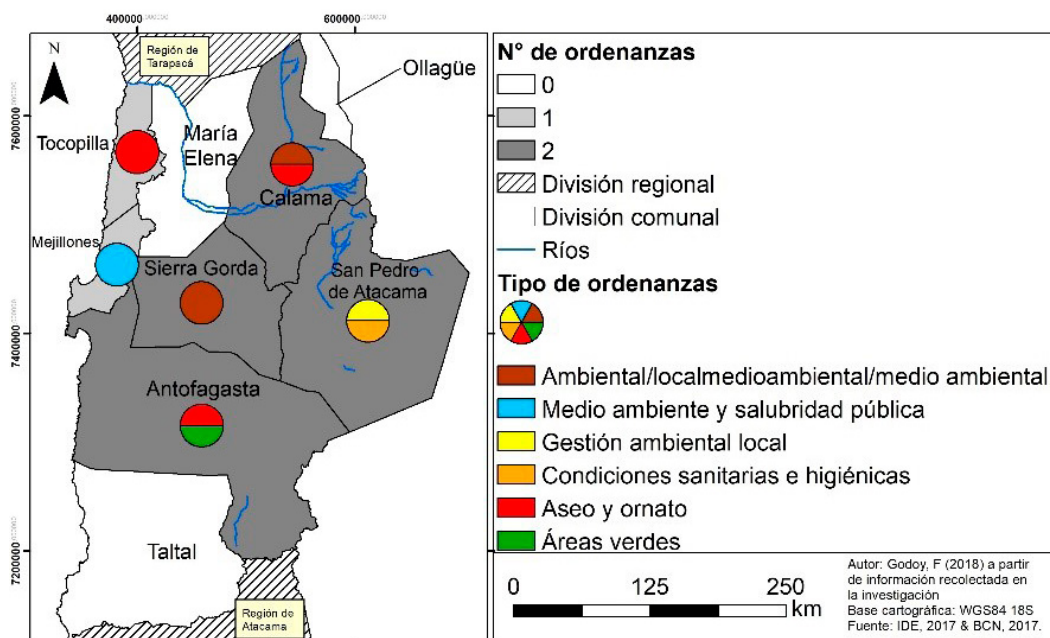 400000
600000
N
Región de
Tarapacá
Ollagüe
7600000
7400000
7200000
María
Elena
Tocopilla
Calama
Mejillones
Sierra Gorda
San Pedro
de Atacama
Antofagasta
Taltal
Región de
Atacama
N° de ordenanzas
0
1
2
División regional
División comunal
Ríos
Tipo de ordenanzas
Ambiental/localmedioambiental/medio ambiental
Medio ambiente y salubridad pública
Gestión ambiental local
Condiciones sanitarias e higiénicas
Aseo y ornato
Áreas verdes
0 125 250
km
Autor: Godoy, F (2018) a partir
de información recolectada en
la investigación
Base cartográfica: WGS84 18S
Fuente: IDE, 2017 & BCN, 2017.